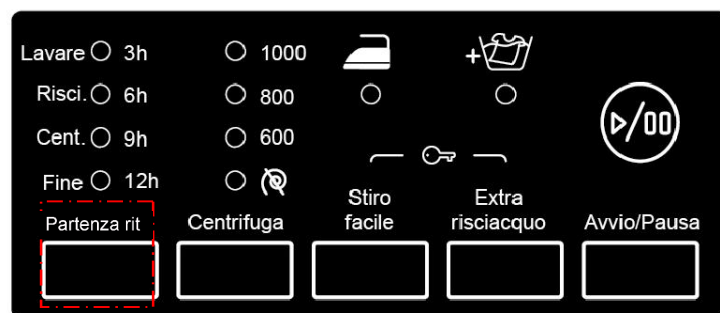 Lavare 3h 1000
Risci. 6h 800
Cent. 9h 600
Fine 12h
Partenza rit Centrifuga Stiro facile Extra risciacquo Avvio/Pausa